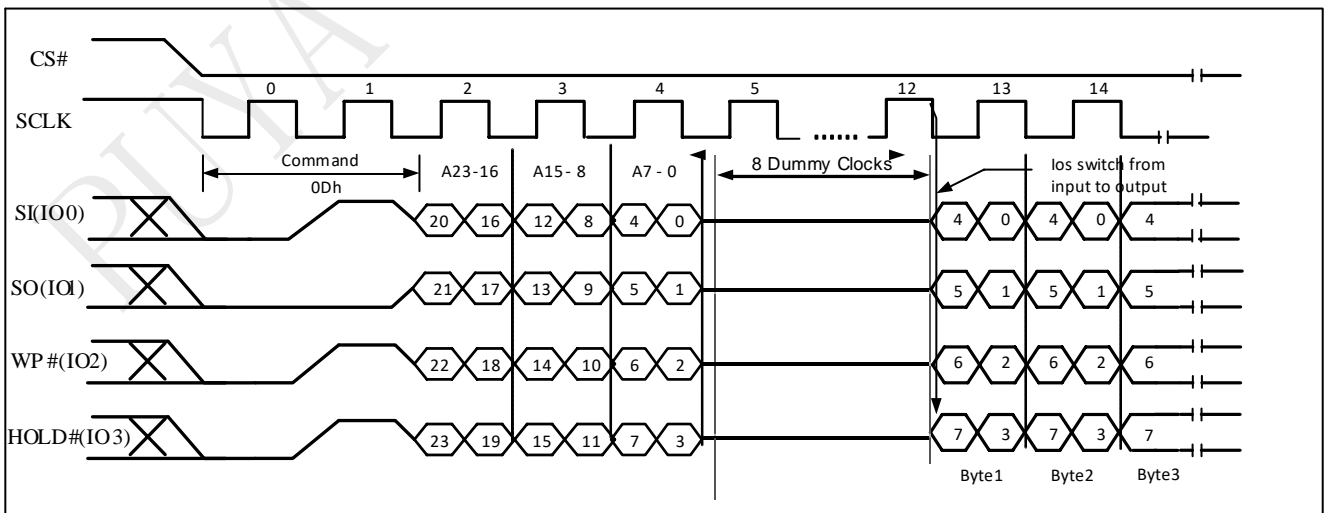 PUYA
CS#
0 1 2 3 4 5 12 13 14
SCLK
......
Command
0Dh
A23-16 A15-8 A7-0
8 Dummy Clocks
Ios switch from
input to output
SI(IO0) 20 16 12 8 4 0 4 0 4 0 4
SO(IO1) 21 17 13 9 5 1 5 1 5 1 5
WP#(IO2) 22 18 14 10 6 2 6 2 6 2 6
HOLD#(IO3) 23 19 15 11 7 3 7 3 7 3 7
Byte1 Byte2 Byte3